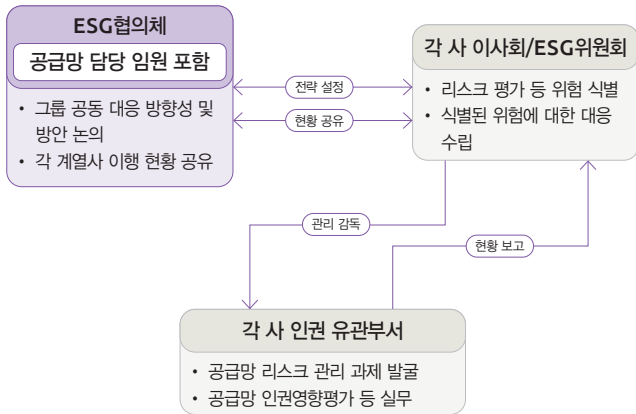 ESG협의체
공급망 담당 임원 포함
• 그룹 공동 대응 방향성 및
방안 논의
• 각 계열사 이행 현황 공유
전략 설정
현황 공유
각 사 이사회/ESG위원회
• 리스크 평가 등 위험 식별
• 식별된 위험에 대한 대응
수립
관리 감독
현황 보고
각 사 인권 유관부서
• 공급망 리스크 관리 과제 발굴
• 공급망 인권영향평가 등 실무